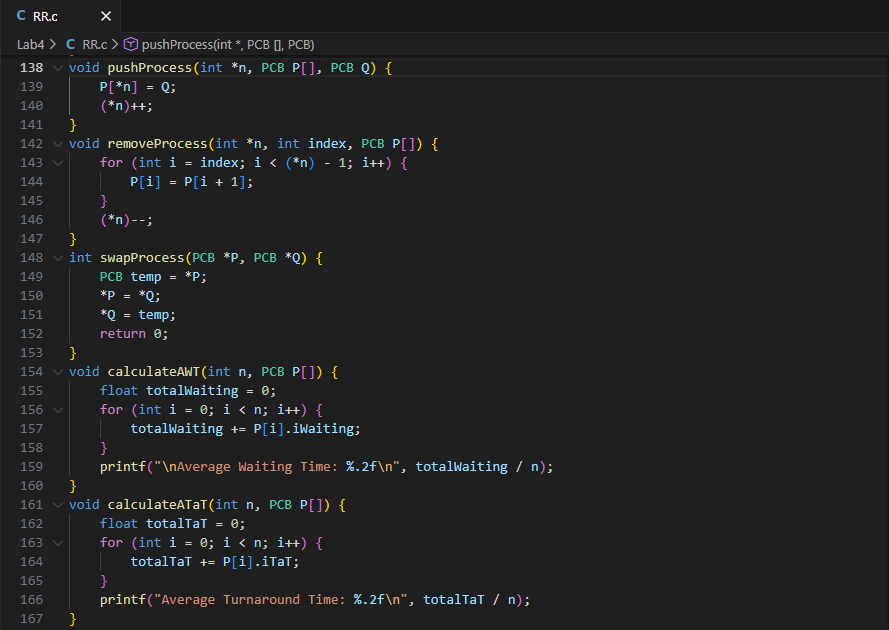 C RR.c ×
Lab4 > C RR.c > pushProcess(int *, PCB [], PCB)
138 void pushProcess(int *n, PCB P[], PCB Q) {
139     P[*n] = Q;
140     (*n)++;
141 }
142 void removeProcess(int *n, int index, PCB P[]) {
143     for (int i = index; i < (*n) - 1; i++) {
144         P[i] = P[i + 1];
145     }
146     (*n)--;
147 }
148 int swapProcess(PCB *P, PCB *Q) {
149     PCB temp = *P;
150     *P = *Q;
151     *Q = temp;
152     return 0;
153 }
154 void calculateAWT(int n, PCB P[]) {
155     float totalWaiting = 0;
156     for (int i = 0; i < n; i++) {
157         totalWaiting += P[i].iWaiting;
158     }
159     printf("\nAverage Waiting Time: %.2f\n", totalWaiting / n);
160 }
161 void calculateATaT(int n, PCB P[]) {
162     float totalTaT = 0;
163     for (int i = 0; i < n; i++) {
164         totalTaT += P[i].iTaT;
165     }
166     printf("Average Turnaround Time: %.2f\n", totalTaT / n);
167 }